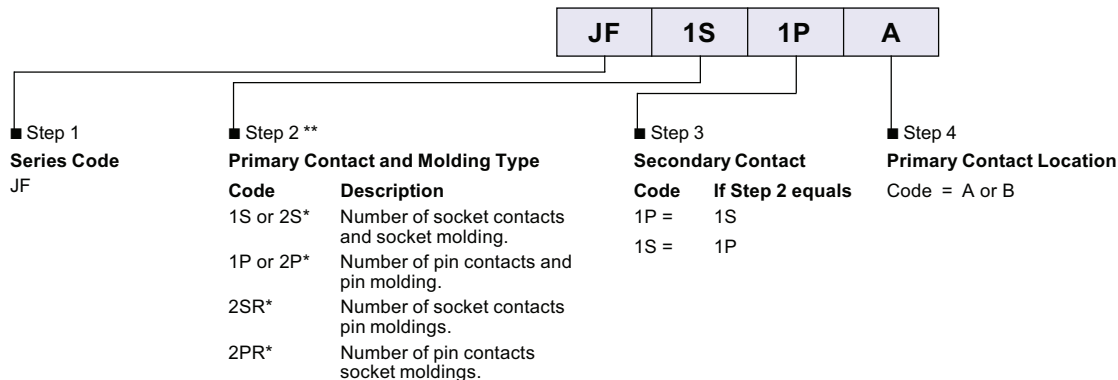 JF 1S 1P A
■ Step 1
Series Code
JF
■ Step 2 **
Primary Contact and Molding Type
Code Description
1S or 2S* Number of socket contacts
and socket molding.
1P or 2P* Number of pin contacts and
pin molding.
2SR* Number of socket contacts
pin moldings.
2PR* Number of pin contacts
socket moldings.
■ Step 3
Secondary Contact
Code If Step 2 equals
1P = 1S
1S = 1P
■ Step 4
Primary Contact Location
Code = A or B